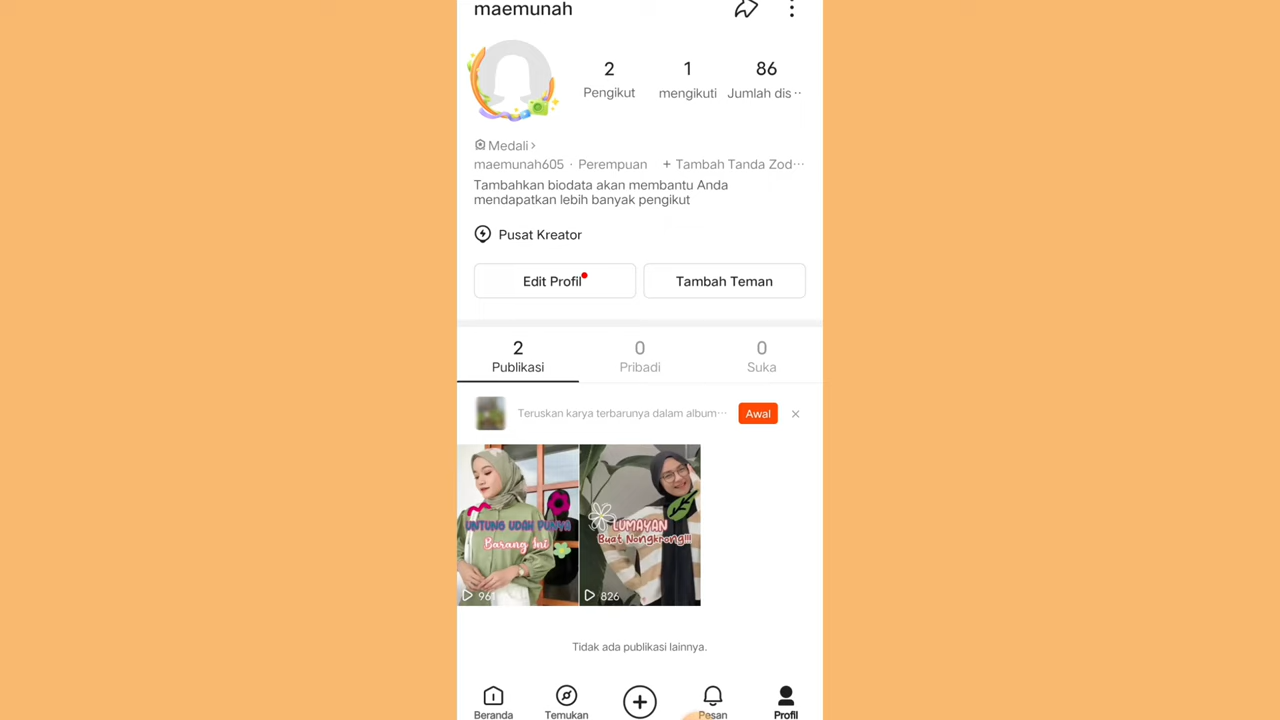 maemunah
2 1 86
Pengikut mengikuti Jumlah dis··
Medali >
maemunah605 · Perempuan + Tambah Tanda Zod···
Tambahkan biodata akan membantu Anda
mendapatkan lebih banyak pengikut
Pusat Kreator
Edit Profil Tambah Teman
2 0 0
Publikasi Pribadi Suka
Teruskan karya terbarunya dalam album··· Awal ×
UNTUNG UDAH PUNYA
Barang Ini
961
LUMAYAN
Buat Nongkrong!!!
826
Tidak ada publikasi lainnya.
Beranda Temukan Pesan Profil